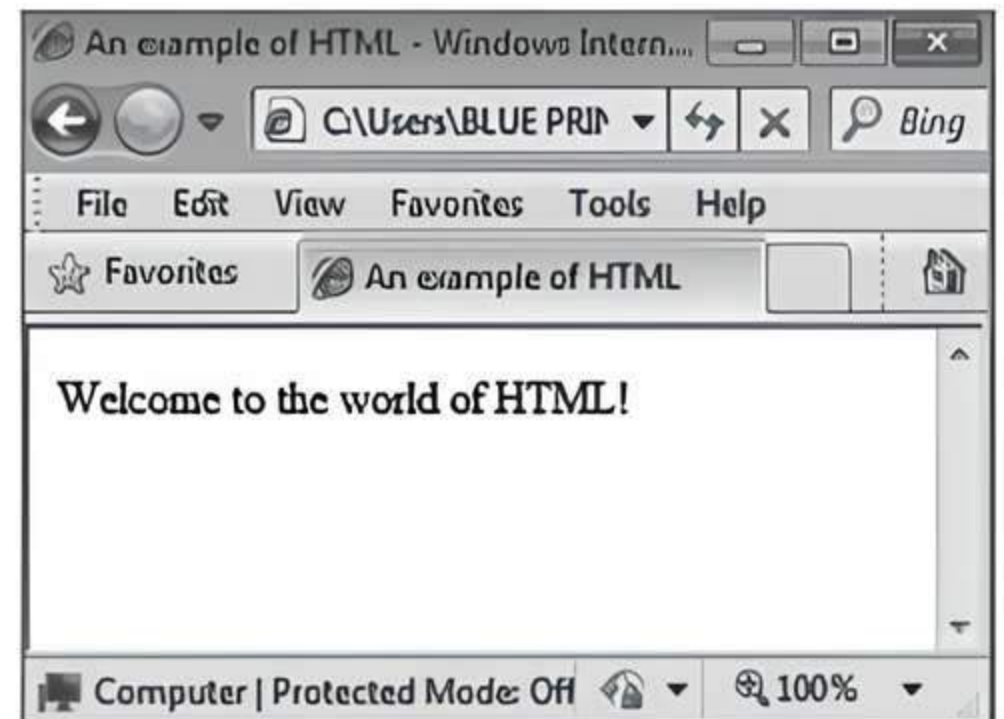 An example of HTML - Windows Intern...
C:\Users\BLUE PRIN
Bing
File Edit View Favorites Tools Help
Favorites
An example of HTML
Welcome to the world of HTML!
Computer | Protected Mode: Off
100%